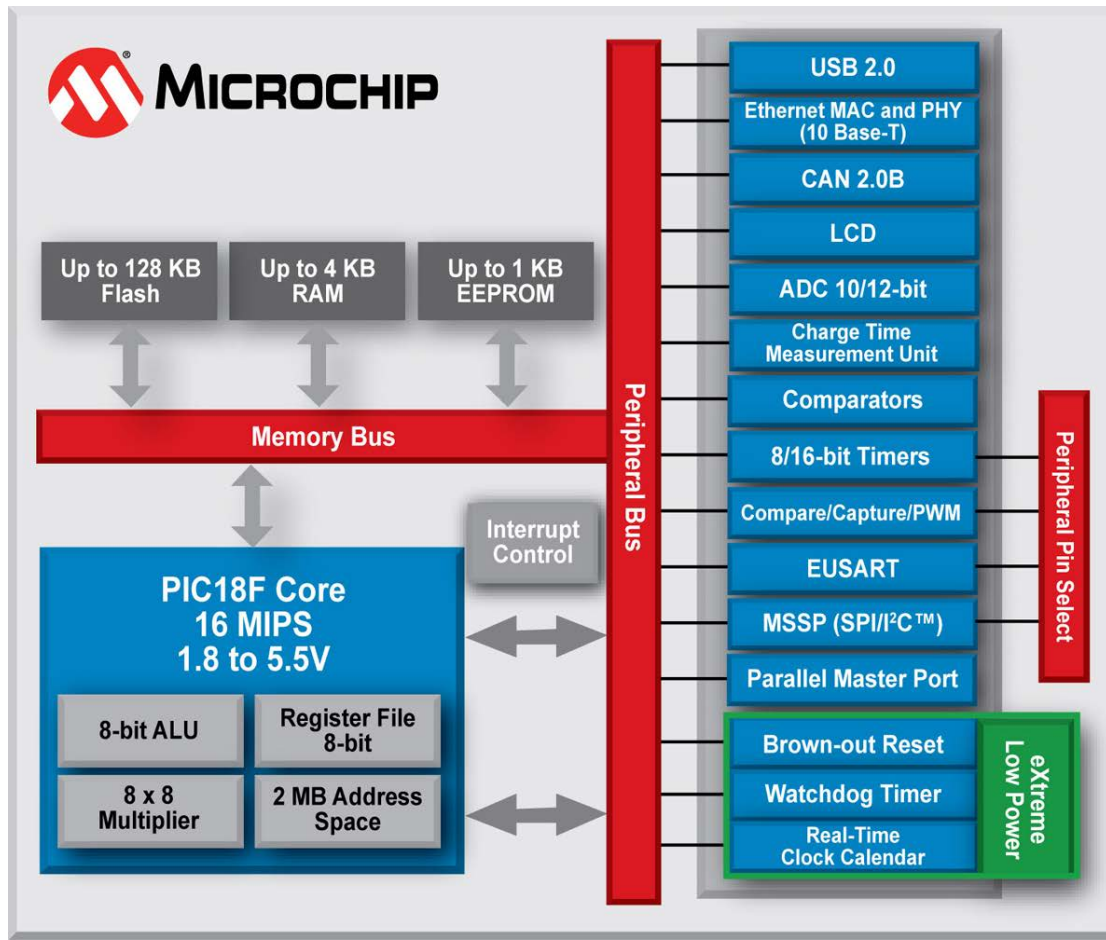 MICROCHIP
®
USB 2.0
Ethernet MAC and PHY
(10 Base-T)
CAN 2.0B
LCD
ADC 10/12-bit
Charge Time
Measurement Unit
Comparators
8/16-bit Timers
Compare/Capture/PWM
EUSART
MSSP (SPI/I²C™)
Parallel Master Port
Brown-out Reset
Watchdog Timer
Real-Time
Clock Calendar
eXtreme
Low Power
Peripheral Pin Select
Peripheral Bus
Up to 128 KB
Flash
Up to 4 KB
RAM
Up to 1 KB
EEPROM
Memory Bus
Interrupt
Control
PIC18F Core
16 MIPS
1.8 to 5.5V
8-bit ALU
Register File
8-bit
8 x 8
Multiplier
2 MB Address
Space